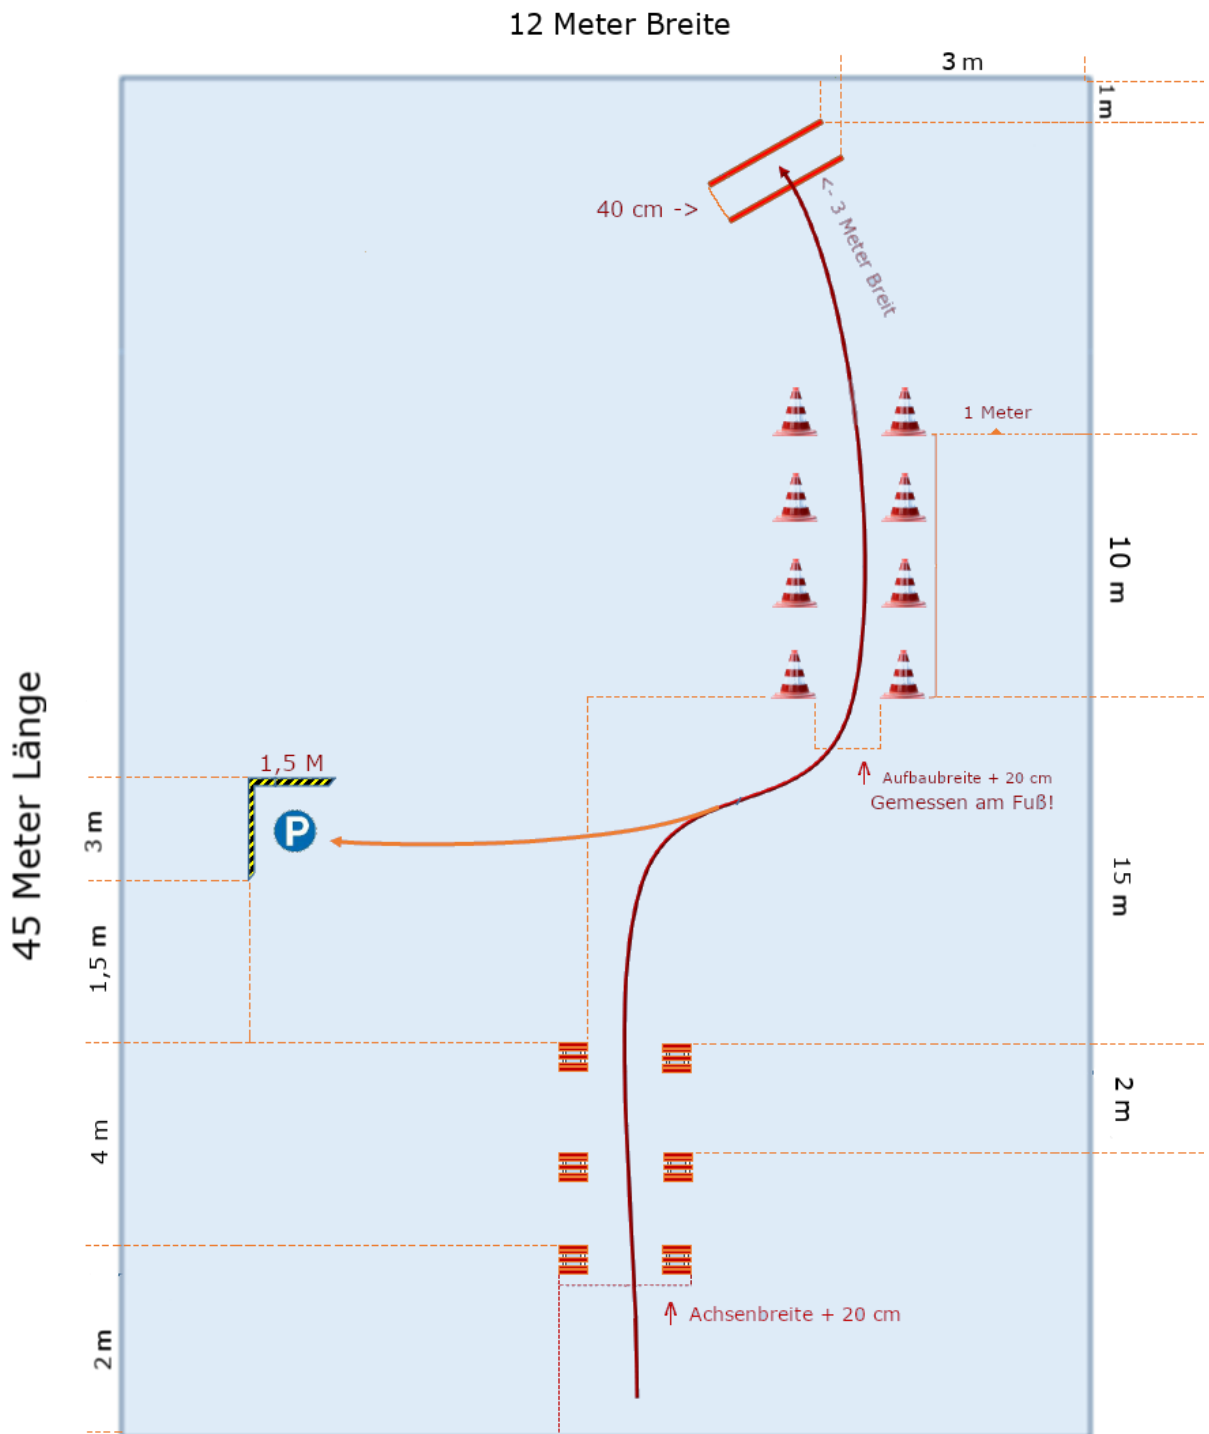 12 Meter Breite
3 m
1 m
40 cm ->
<- 3 Meter Breit
1 Meter
10 m
45 Meter Länge
1,5 M
P
3 m
Aufbaubreite + 20 cm
Gemessen am Fuß!
15 m
1,5 m
2 m
4 m
Achsenbreite + 20 cm
2 m